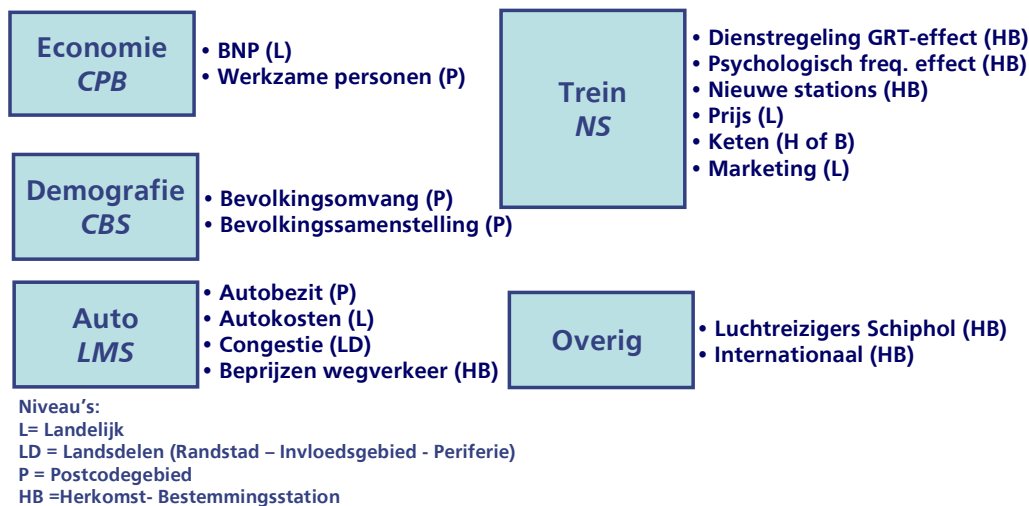 Economie
CPB
• BNP (L)
• Werkzame personen (P)
Demografie
CBS
• Bevolkingsomvang (P)
• Bevolkingssamenstelling (P)
Auto
LMS
• Autobezit (P)
• Autokosten (L)
• Congestie (LD)
• Beprijzen wegverkeer (HB)
Trein
NS
• Dienstregeling GRT-effect (HB)
• Psychologisch freq. effect (HB)
• Nieuwe stations (HB)
• Prijs (L)
• Keten (H of B)
• Marketing (L)
Overig
• Luchtreizigers Schiphol (HB)
• Internationaal (HB)
Niveau's:
L= Landelijk
LD = Landsdelen (Randstad – Invloedsgebied - Periferie)
P = Postcodegebied
HB =Herkomst- Bestemmingsstation